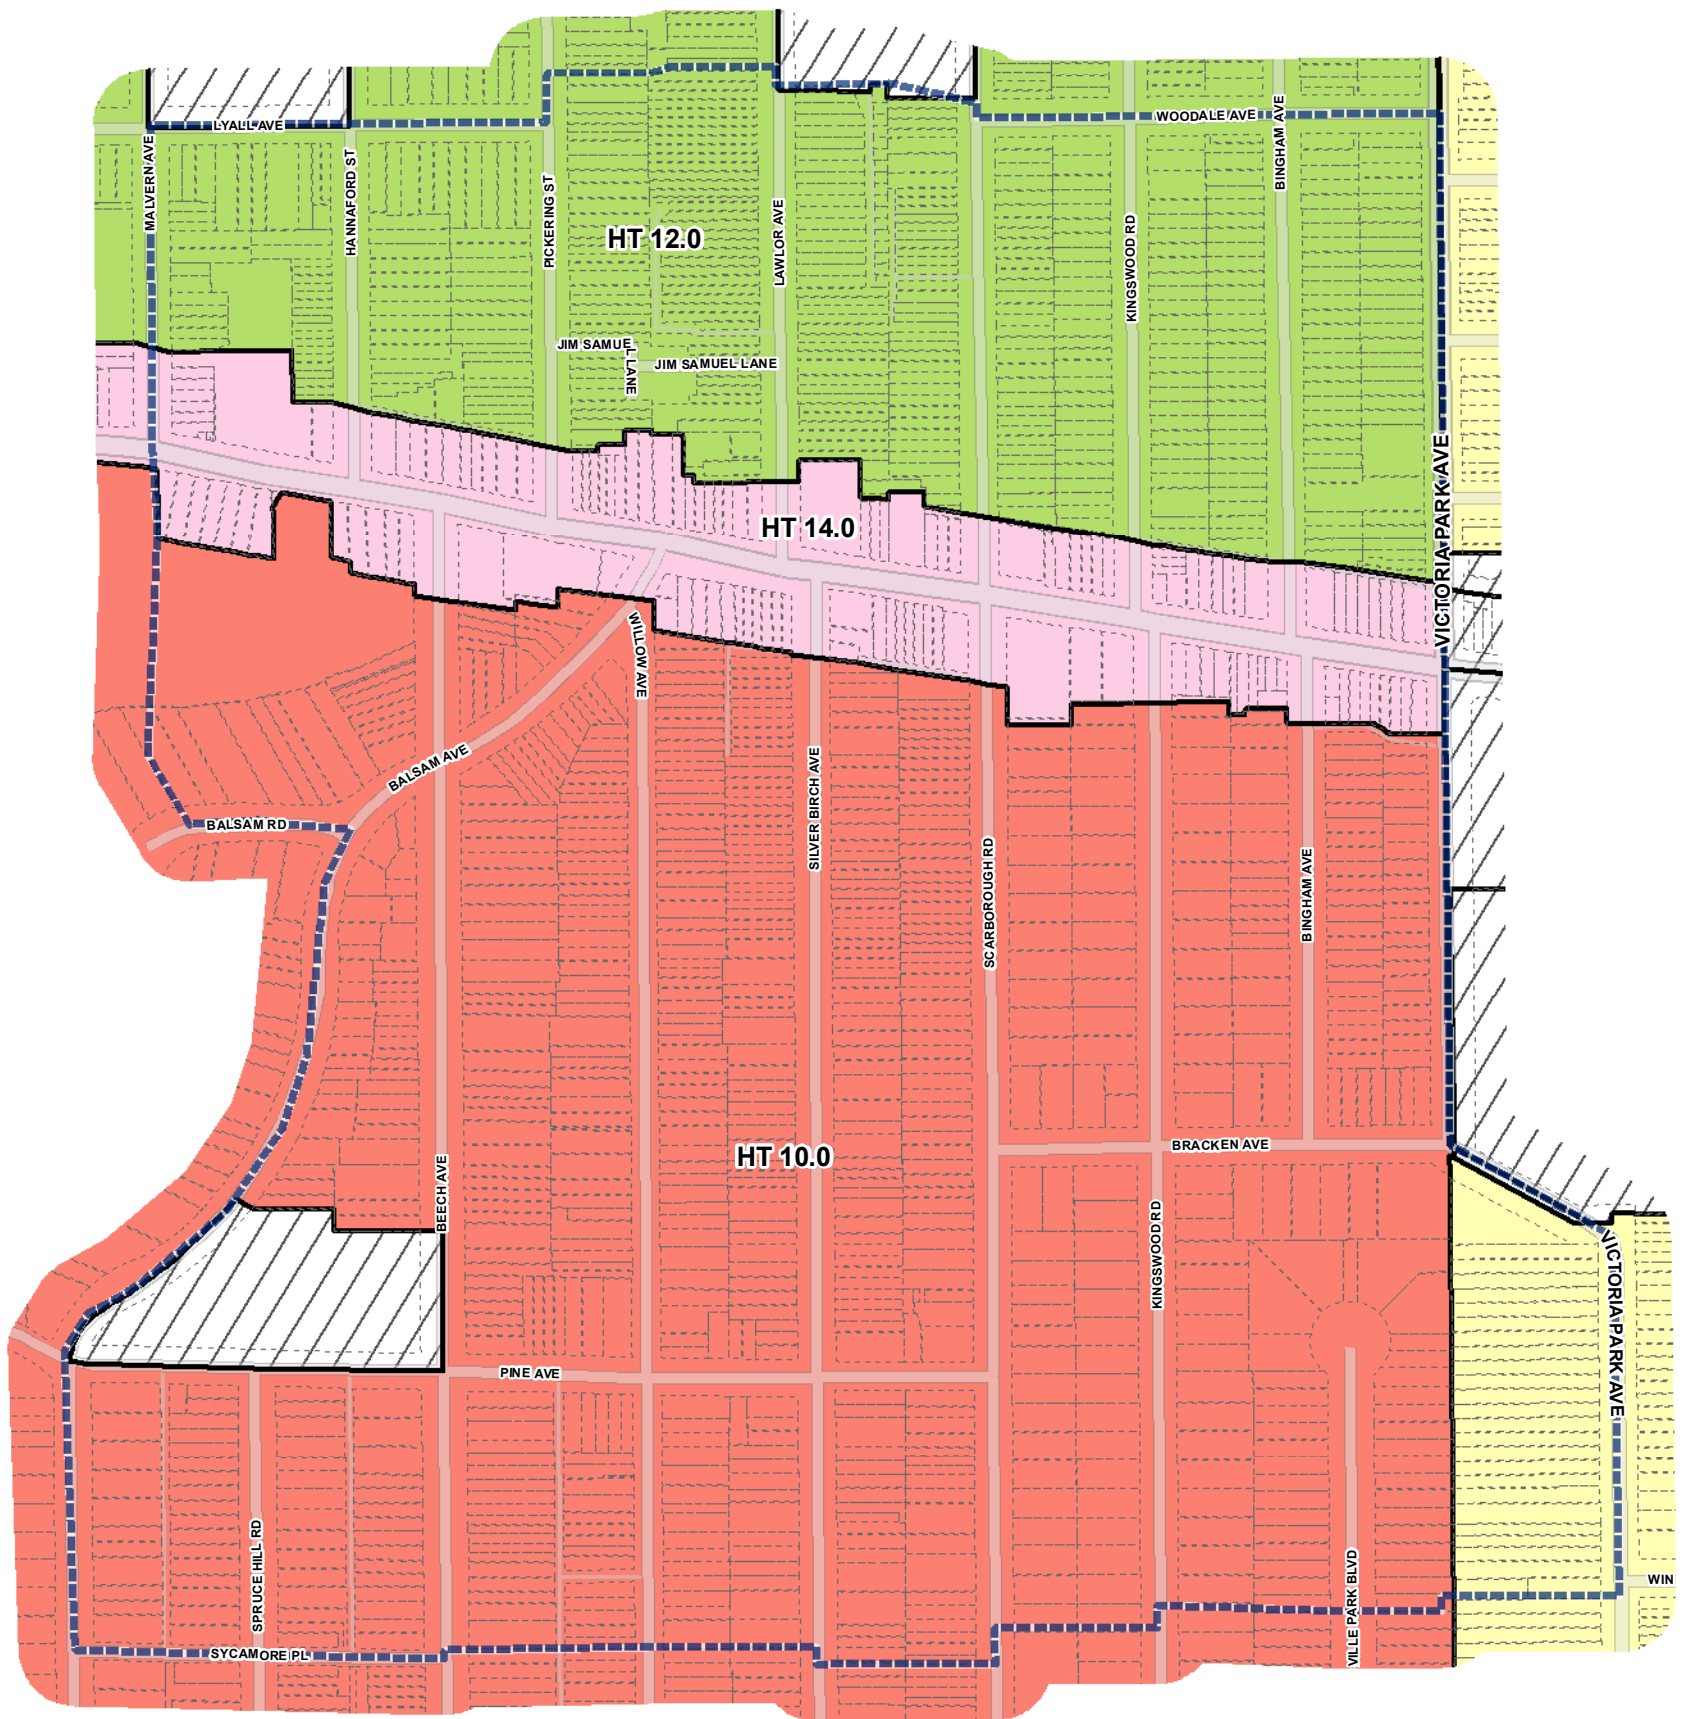 WOODALE AVE
LYALL AVE
MALVERN AVE
HANNAFORD ST
PICKERING ST
HT 12.0
LAWLOR AVE
KINGSWOOD RD
BINGHAM AVE
JIM SAMUEL LANE
JIM SAMUEL LANE
VICTORIA PARK AVE
HT 14.0
WILLOW AVE
BALSAM AVE
BALSAM RD
SILVER BIRCH AVE
SCARBOROUGH RD
BINGHAM AVE
BRACKEN AVE
HT 10.0
BEECH AVE
KINGSWOOD RD
VICTORIA PARK AVE
PINE AVE
SPRUCE HILL RD
VILLE PARK BLVD
WIN
SYCAMORE PL